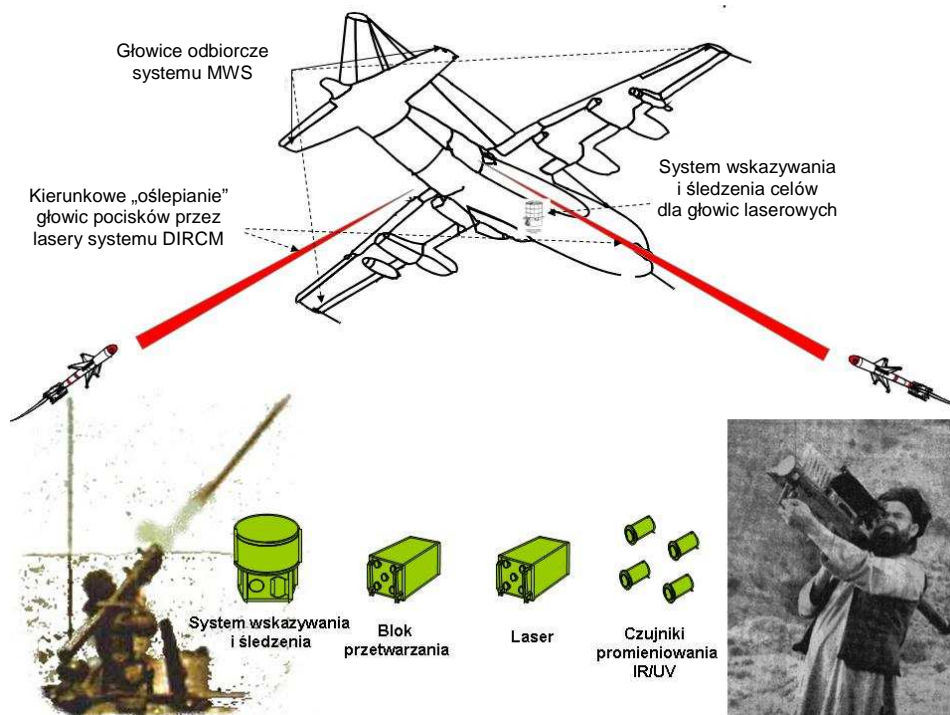 Głowice odbiorcze
systemu MWS
System wskazywania
i śledzenia celów
dla głowic laserowych
Kierunkowe „oślepianie”
głowic pocisków przez
lasery systemu DIRCM
System wskazywania
i śledzenia
Blok
przetwarzania
Laser
Czujniki
promieniowania
IR/UV